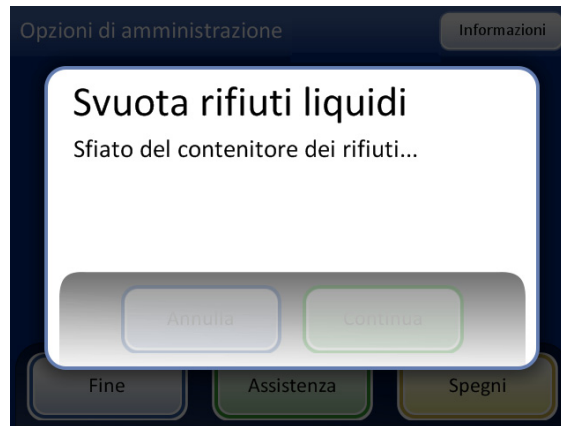 Opzioni di amministrazione
Informazioni
Svuota rifiuti liquidi
Sfiato del contenitore dei rifiuti...
Annulla
Continua
Fine
Assistenza
Spegni